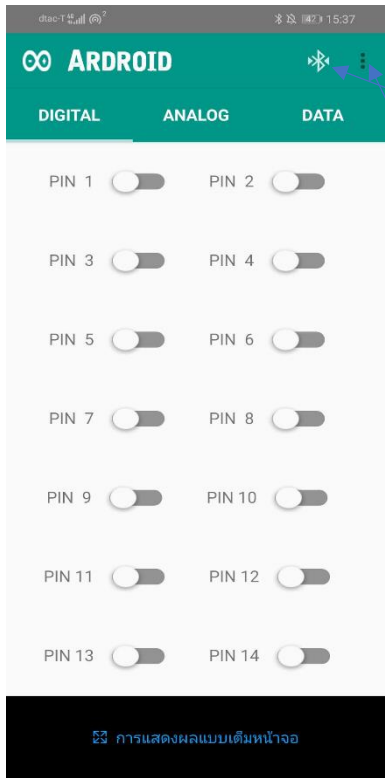 dtac-T 15:37
ARDROID
DIGITAL ANALOG DATA
PIN 1 PIN 2
PIN 3 PIN 4
PIN 5 PIN 6
PIN 7 PIN 8
PIN 9 PIN 10
PIN 11 PIN 12
PIN 13 PIN 14
การแสดงผลแบบเต็มหน้าจอ